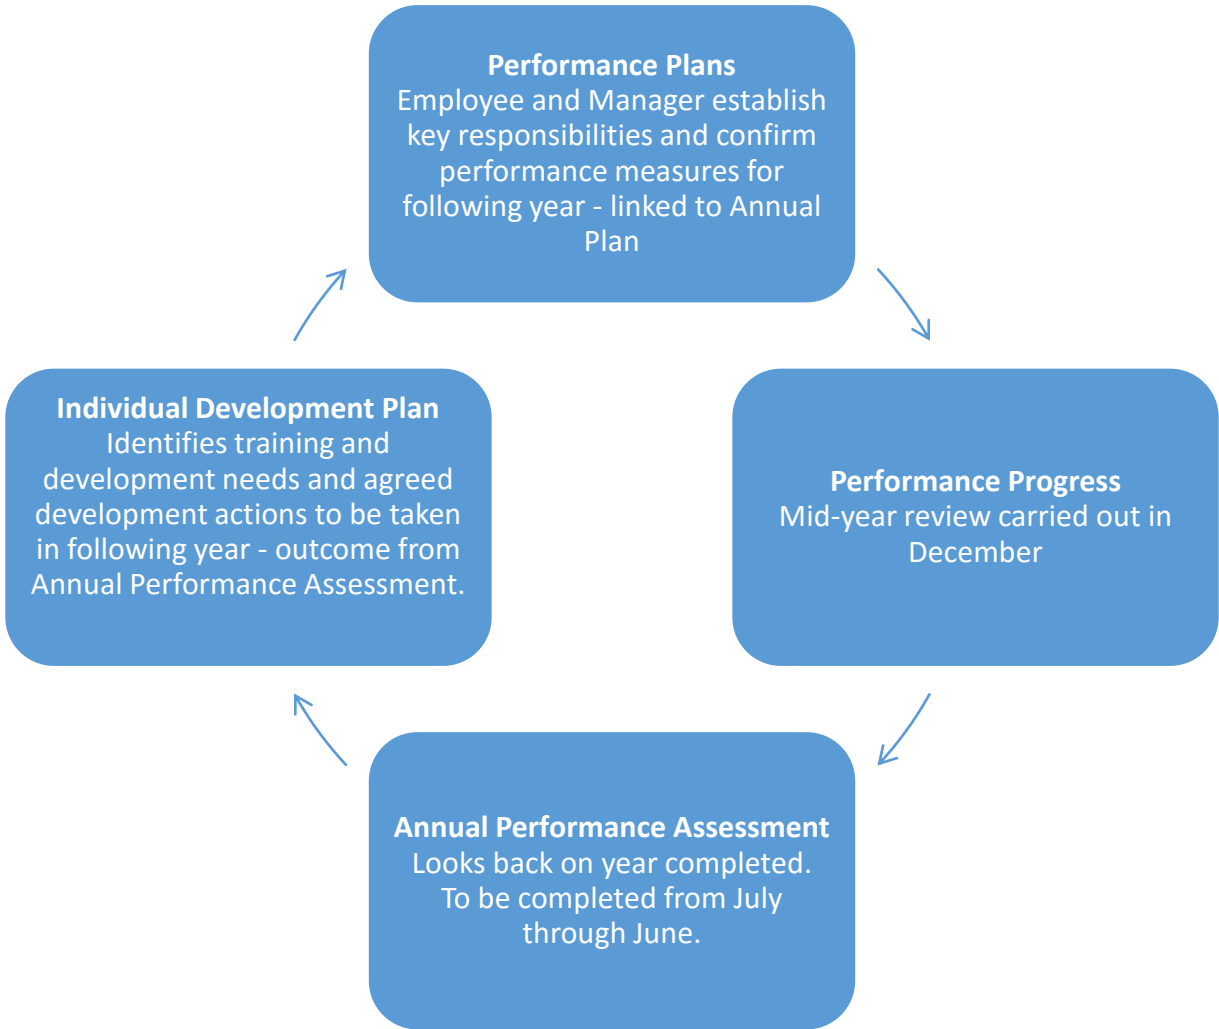 Performance Plans
Employee and Manager establish
key responsibilities and confirm
performance measures for
following year - linked to Annual
Plan
Individual Development Plan
Identifies training and
development needs and agreed
development actions to be taken
in following year - outcome from
Annual Performance Assessment.
Performance Progress
Mid-year review carried out in
December
Annual Performance Assessment
Looks back on year completed.
To be completed from July
through June.